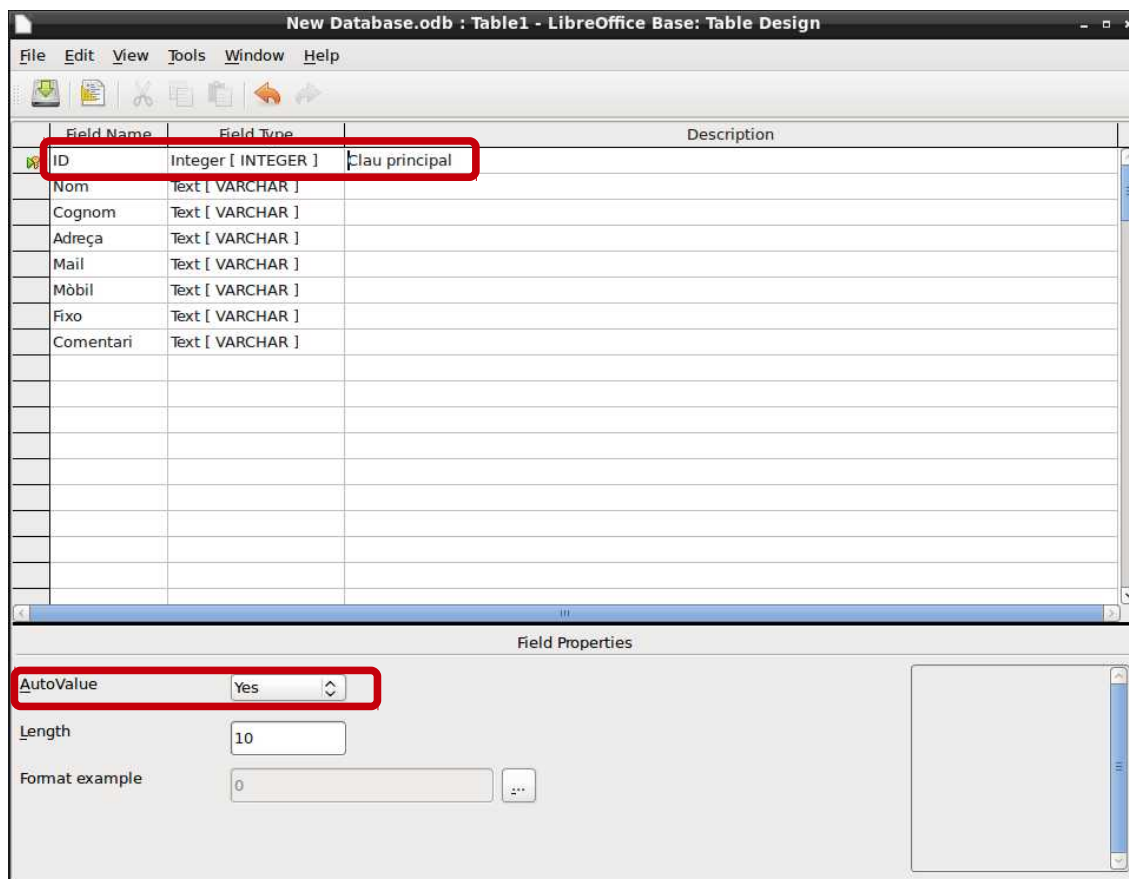 New Database.odb : Table1 - LibreOffice Base: Table Design
File Edit View Tools Window Help
Field Name Field Type Description
ID Integer [ INTEGER ] Clau principal
Nom Text [ VARCHAR ]
Cognom Text [ VARCHAR ]
Adreça Text [ VARCHAR ]
Mail Text [ VARCHAR ]
Mòbil Text [ VARCHAR ]
Fixo Text [ VARCHAR ]
Comentari Text [ VARCHAR ]
Field Properties
AutoValue Yes
Length 10
Format example 0 ...